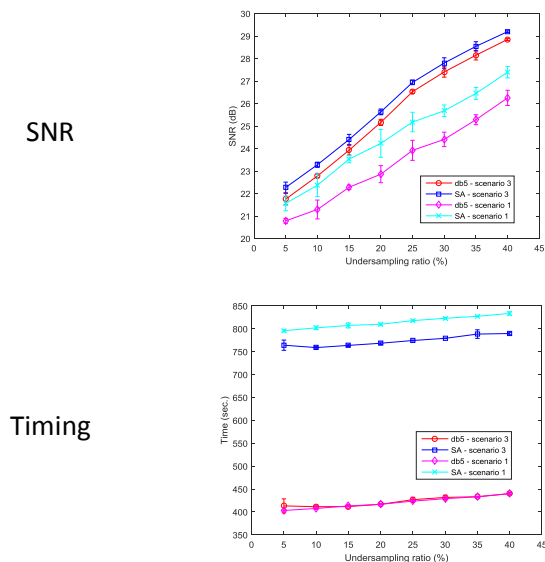 SNR
30
29
28
27
26
25
24
23
22
21
20
SNR (dB)
0 5 10 15 20 25 30 35 40 45
Undersampling ratio (%)
db5 - scenario 3
SA - scenario 3
db5 - scenario 1
SA - scenario 1
Timing
850
800
750
700
650
600
550
500
450
400
350
Time (sec.)
0 5 10 15 20 25 30 35 40 45
Undersampling ratio (%)
db5 - scenario 3
SA - scenario 3
db5 - scenario 1
SA - scenario 1